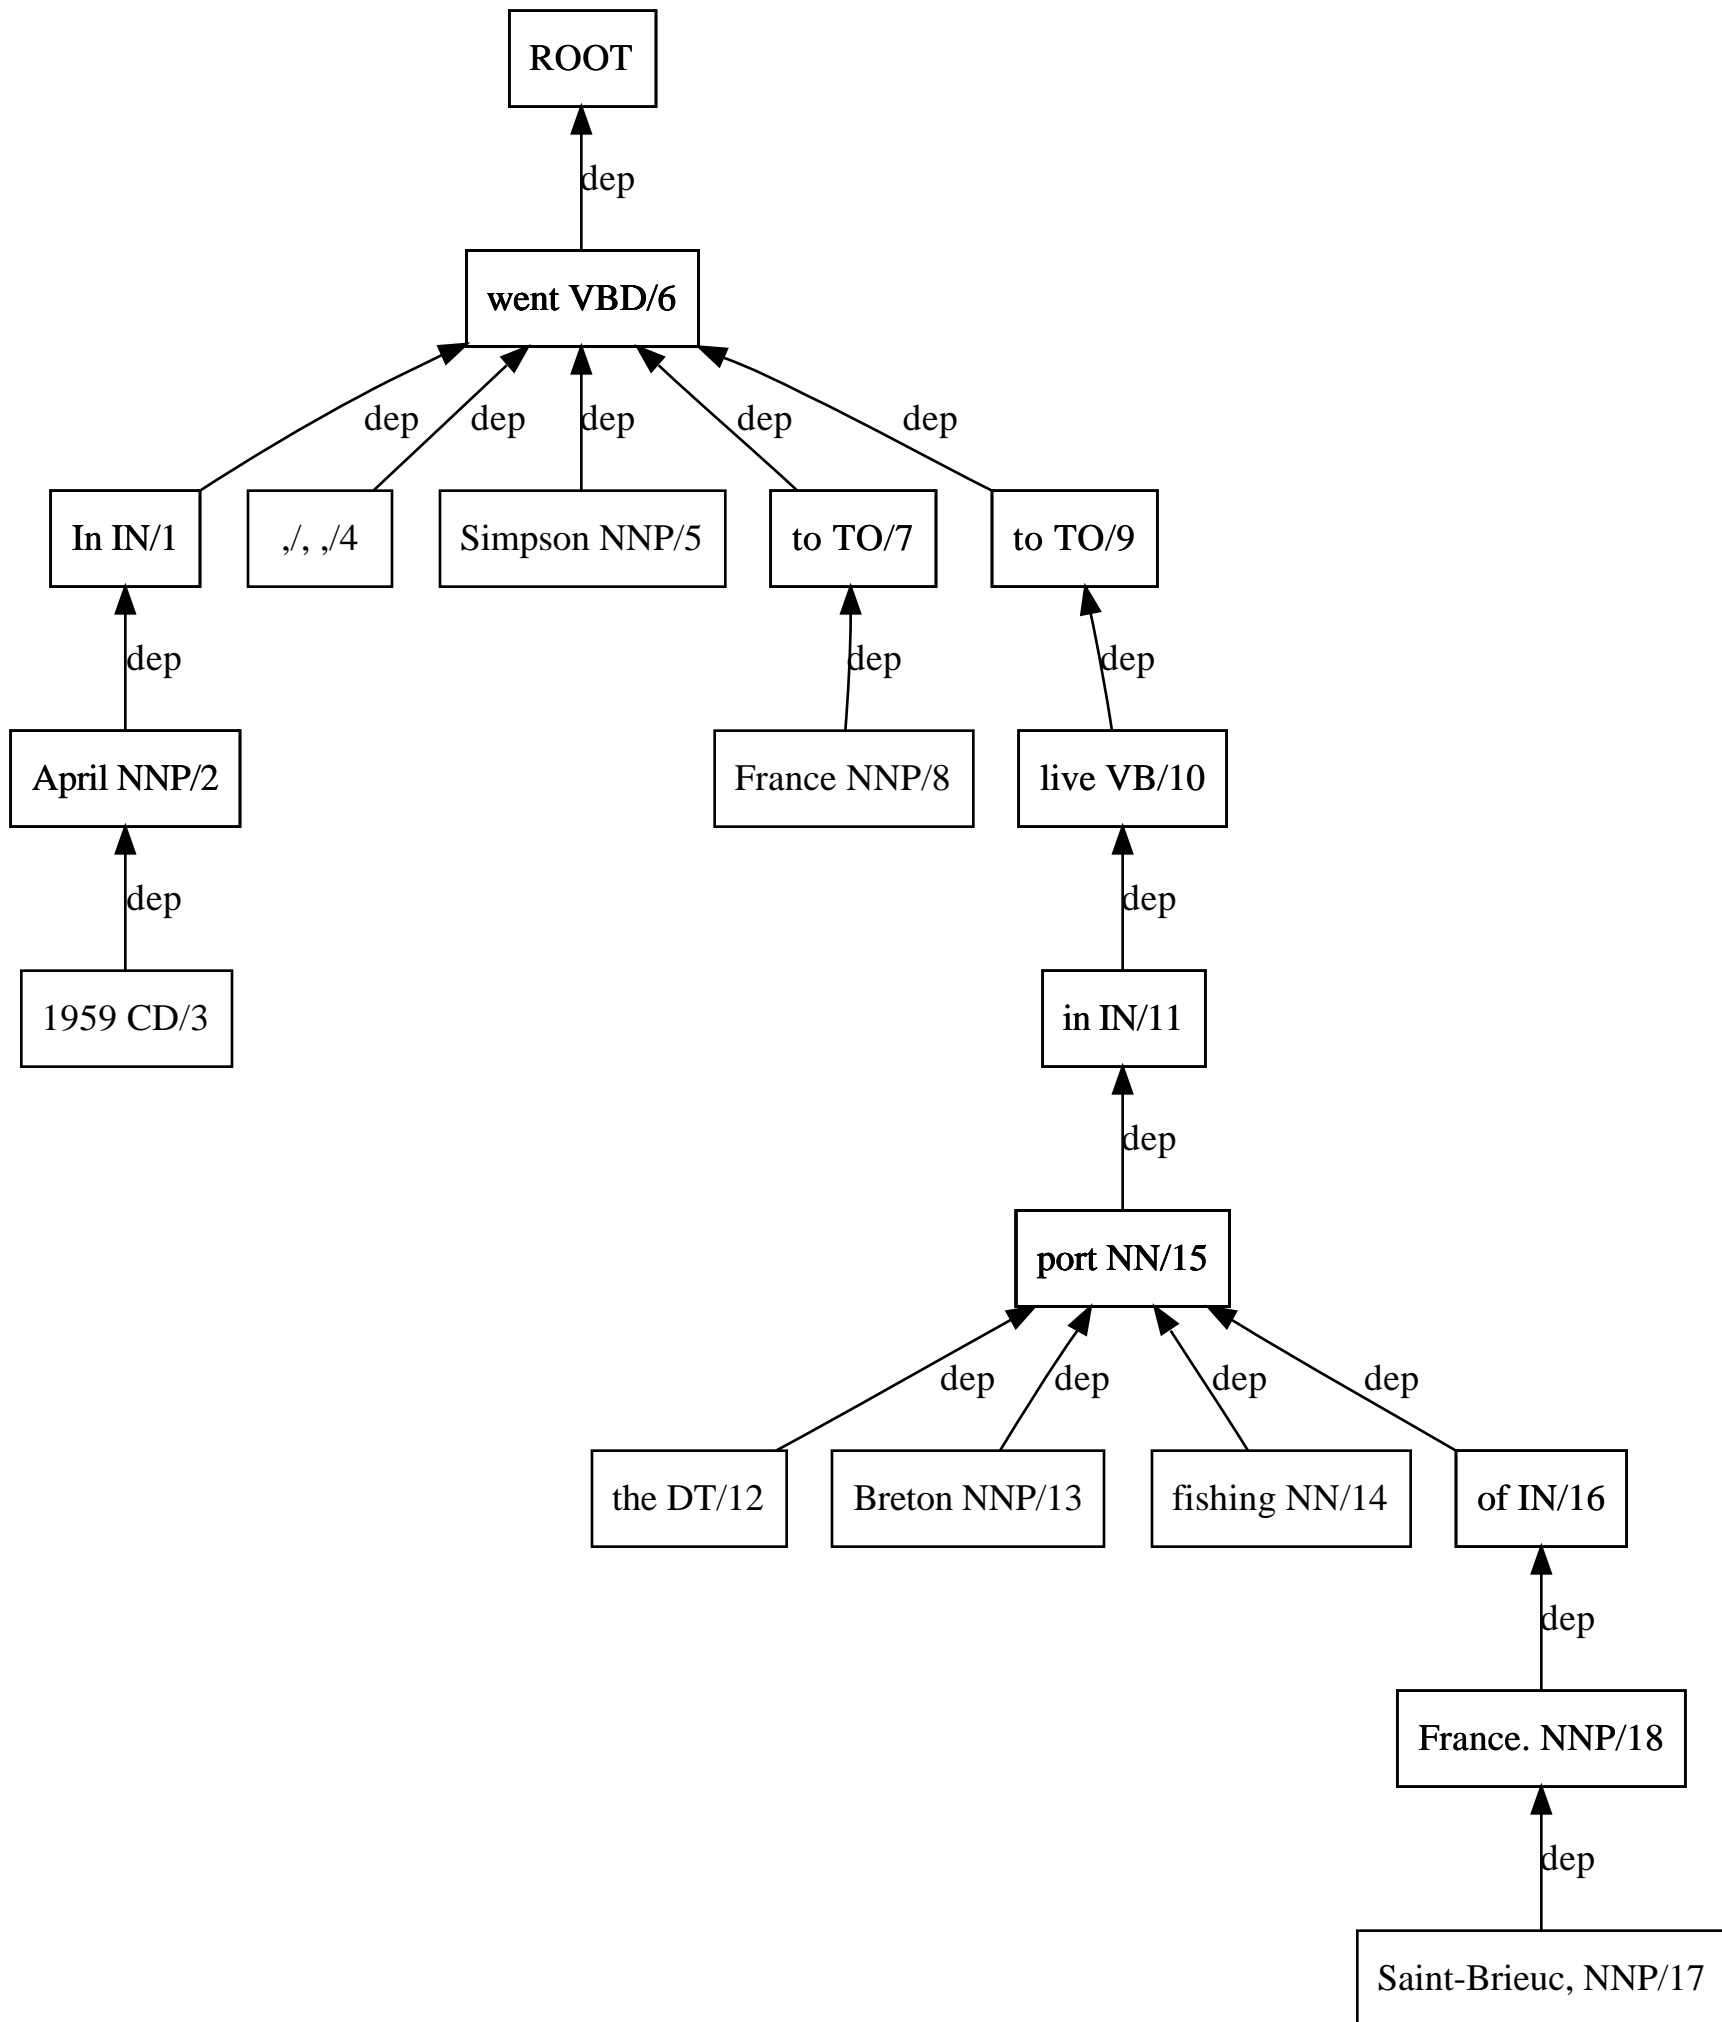 ROOT
dep
went VBD/6
dep dep dep dep dep
In IN/1 ,/, ,/4 Simpson NNP/5 to TO/7 to TO/9
dep dep dep
April NNP/2 France NNP/8 live VB/10
dep dep
1959 CD/3 in IN/11
dep
port NN/15
dep dep dep dep
the DT/12 Breton NNP/13 fishing NN/14 of IN/16
dep
France. NNP/18
dep
Saint-Brieuc, NNP/17